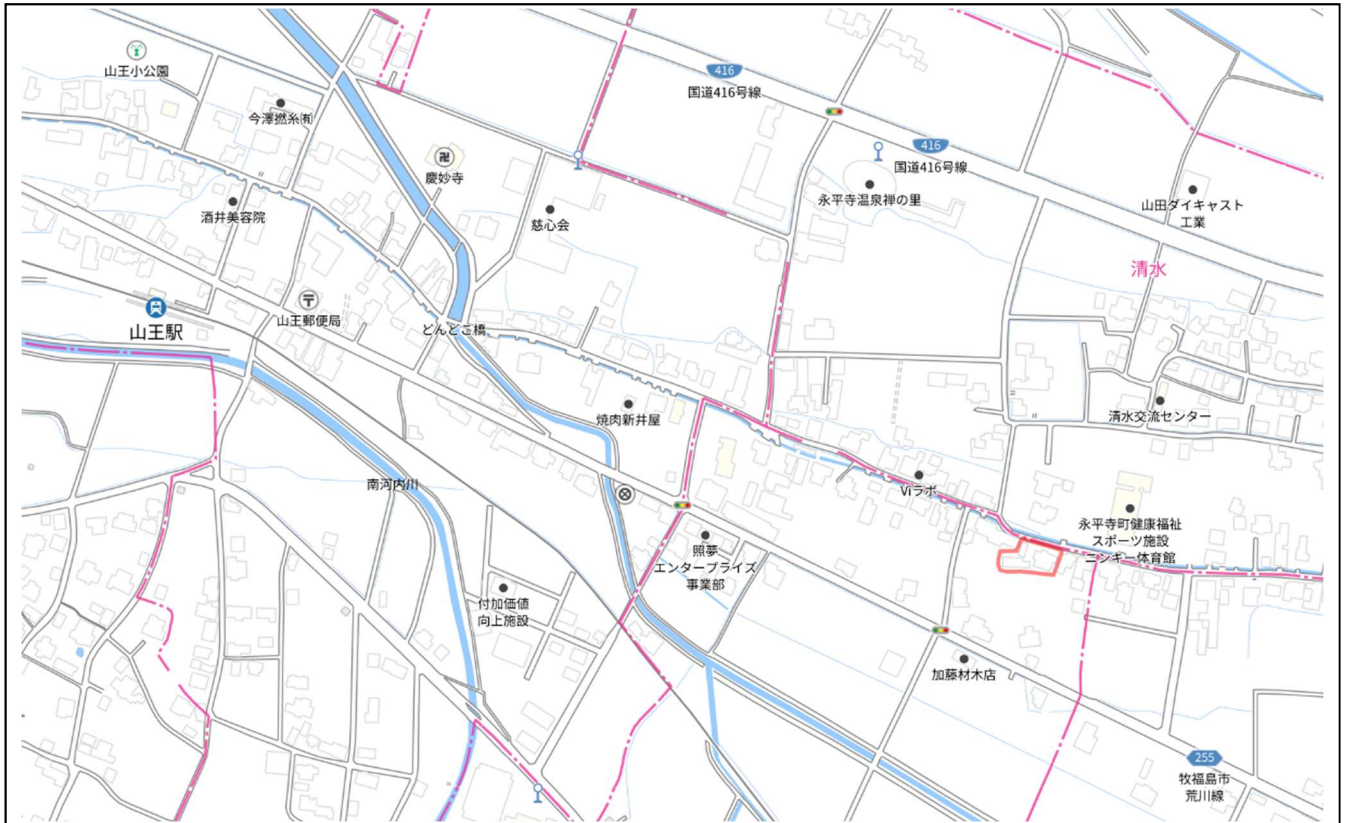 山王小公園
今澤撚糸㈲
酒井美容院
慶妙寺
慈心会
416
国道416号線
416
国道416号線
永平寺温泉禅の里
山田ダイキャスト
工業
清水
山王駅
山王郵便局
どんどこ橋
焼肉新井屋
清水交流センター
南河内川
Viラボ
永平寺町健康福祉
スポーツ施設
ニンキー体育館
照夢
エンタープライズ
事業部
付加価値
向上施設
加藤材木店
255
牧福島市
荒川線